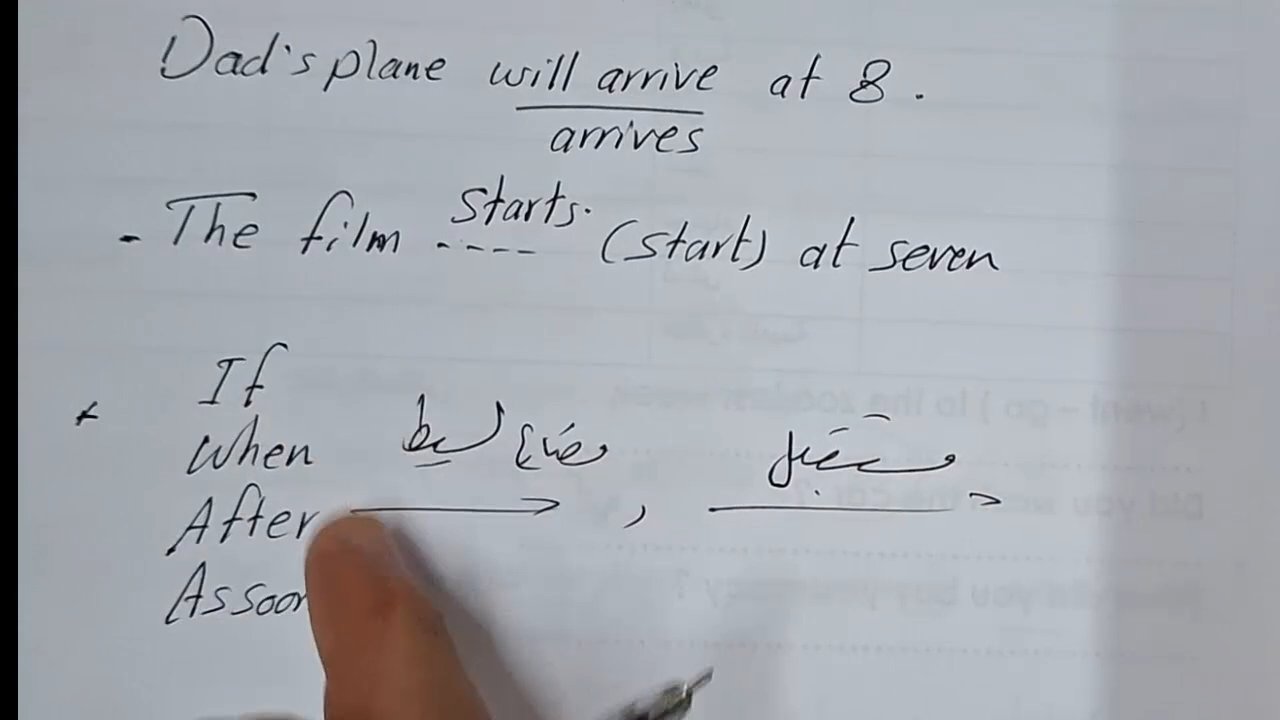 Dad's plane will arrive at 8.
arrives
- The film starts. .... (start) at seven
If
When مضارع بسيط , مستقبل
After
As soon